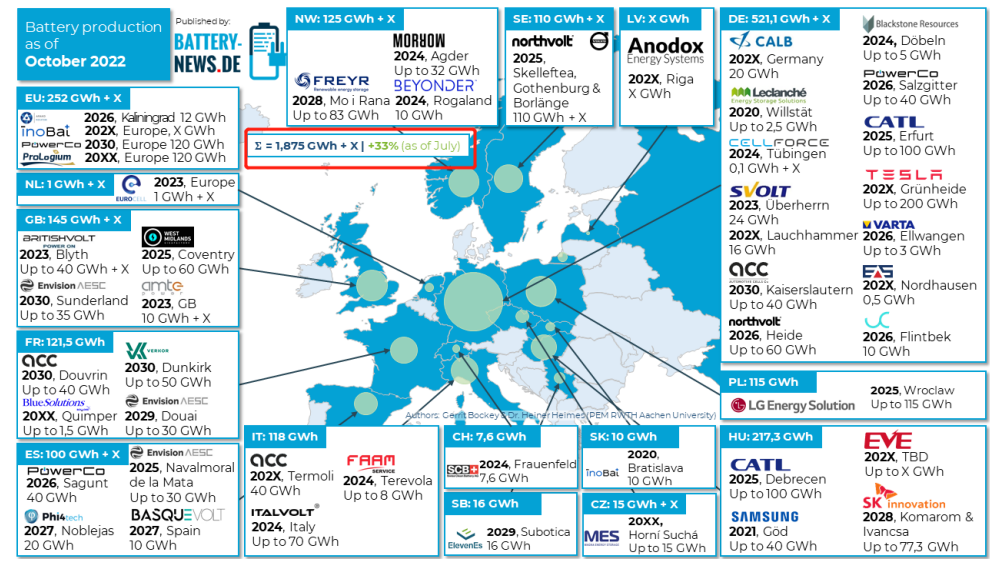 Battery production
as of
October 2022
Published by:
BATTERY-
NEWS.DE
EU: 252 GWh + X
2026, Kaliningrad 12 GWh
inoBat
202X, Europe, X GWh
PowerCo
2030, Europe 120 GWh
ProLogium
20XX, Europe 120 GWh
NL: 1 GWh + X
EUROCELL
2023, Europe
1 GWh + X
GB: 145 GWh + X
BRITISHVOLT
POWER ON
2023, Blyth
Up to 40 GWh + X
Envision AESC
2030, Sunderland
Up to 35 GWh
WEST
MIDLANDS
GIGAFACTORY
2025, Coventry
Up to 60 GWh
amte
power
2023, GB
10 GWh + X
FR: 121,5 GWh
acc
2030, Douvrin
Up to 40 GWh
BlueSolutions
20XX, Quimper
Up to 1,5 GWh
VERKOR
2030, Dunkirk
Up to 50 GWh
Envision AESC
2029, Douai
Up to 30 GWh
ES: 100 GWh + X
PowerCo
2026, Sagunt
40 GWh
Phi4tech
2027, Noblejas
20 GWh
Envision AESC
2025, Navalmoral
de la Mata
Up to 30 GWh
BASQUEVOLT
2027, Spain
10 GWh
NW: 125 GWh + X
FREYR
Renewable energy storage
2028, Mo i Rana
Up to 83 GWh
MORROW
2024, Agder
Up to 32 GWh
BEYONDER
2024, Rogaland
10 GWh
Σ = 1,875 GWh + X | +33% (as of July)
SE: 110 GWh + X
northvolt
2025,
Skelleftea,
Gothenburg &
Borlänge
110 GWh + X
LV: X GWh
Anodox
Energy Systems
202X, Riga
X GWh
DE: 521,1 GWh + X
CALB
202X, Germany
20 GWh
Leclanché
Energy Storage Solutions
2020, Willstät
Up to 2,5 GWh
CELLFORCE
2024, Tübingen
0,1 GWh + X
SVOLT
2023, Überherrn
24 GWh
202X, Lauchhammer
16 GWh
acc
2030, Kaiserslautern
Up to 40 GWh
northvolt
2026, Heide
Up to 60 GWh
Blackstone Resources
2024, Döbeln
Up to 5 GWh
PowerCo
2026, Salzgitter
Up to 40 GWh
CATL
2025, Erfurt
Up to 100 GWh
TESLA
202X, Grünheide
Up to 200 GWh
VARTA
2026, Ellwangen
Up to 3 GWh
EAS
202X, Nordhausen
0,5 GWh
2026, Flintbek
10 GWh
PL: 115 GWh
LG Energy Solution
2025, Wroclaw
Up to 115 GWh
Authors: Gerrit Bockey & Dr. Heiner Heimes (PEM RWTH Aachen University)
IT: 118 GWh
acc
202X, Termoli
40 GWh
ITALVOLT
2024, Italy
Up to 70 GWh
FAAM
SERVICE
2024, Terevola
Up to 8 GWh
CH: 7,6 GWh
SCB
2024, Frauenfeld
7,6 GWh
SB: 16 GWh
ElevenEs
2029, Subotica
16 GWh
SK: 10 GWh
inoBat
2020,
Bratislava
10 GWh
CZ: 15 GWh + X
MES
20XX,
Horní Suchá
Up to 15 GWh
HU: 217,3 GWh
CATL
2025, Debrecen
Up to 100 GWh
SAMSUNG
2021, Göd
Up to 40 GWh
EVE
202X, TBD
Up to X GWh
SK innovation
2028, Komarom &
Ivancsa
Up to 77,3 GWh